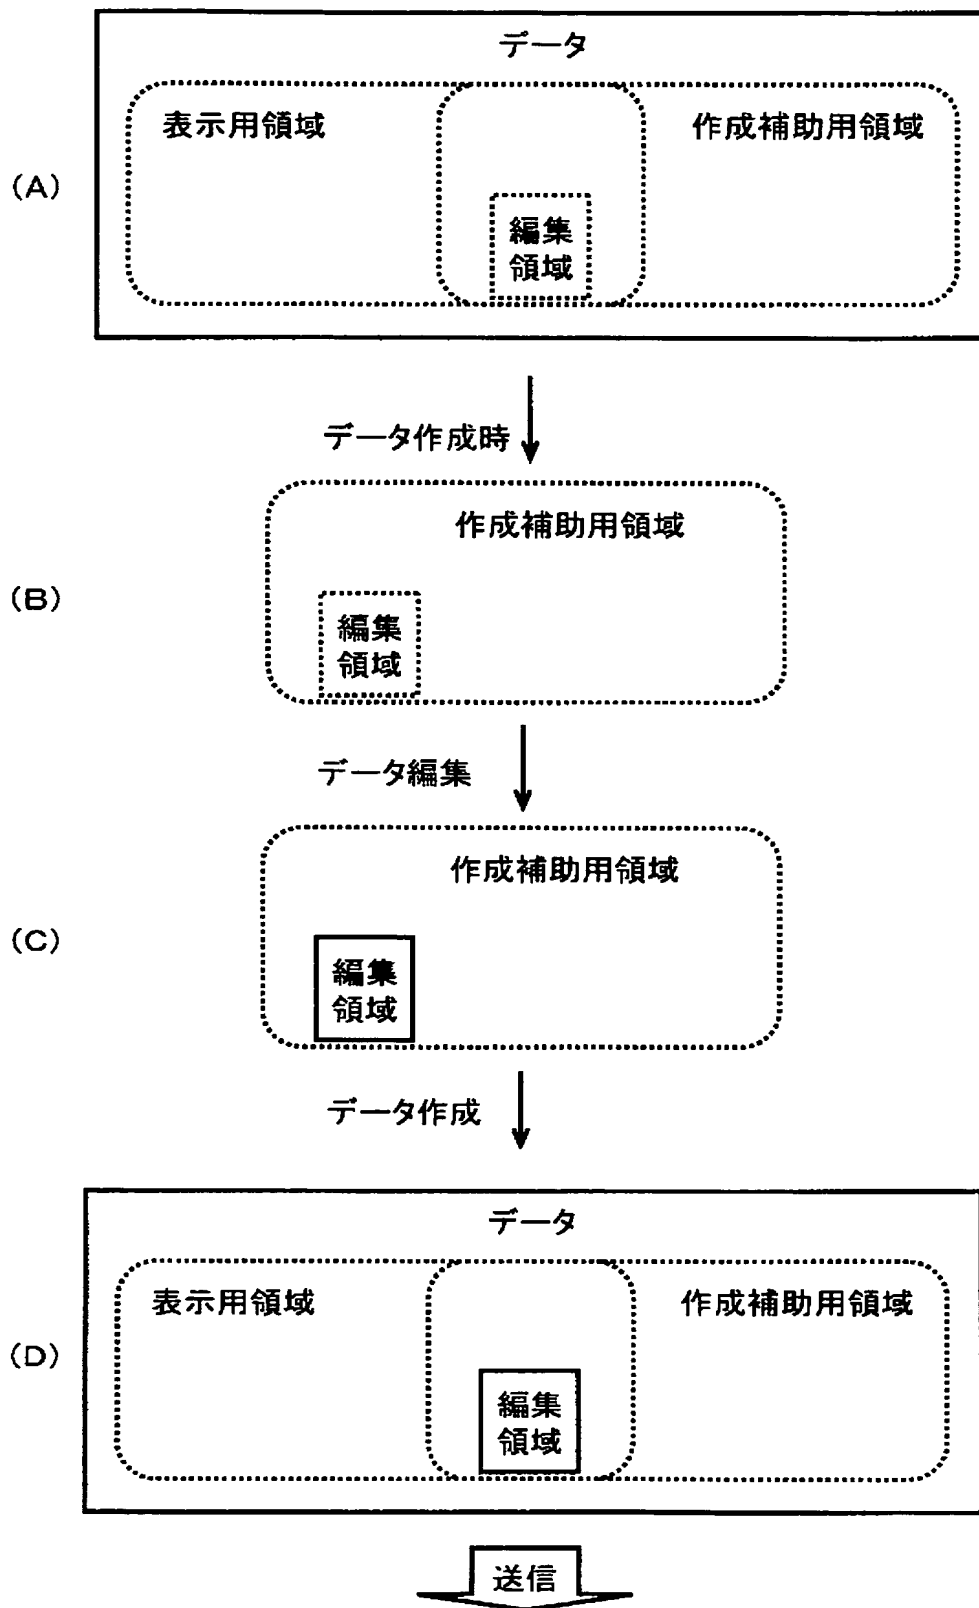 データ
表示用領域
作成補助用領域
(A)
編集
領域
データ作成時
作成補助用領域
(B)
編集
領域
データ編集
作成補助用領域
(C)
編集
領域
データ作成
データ
表示用領域
作成補助用領域
(D)
編集
領域
送信